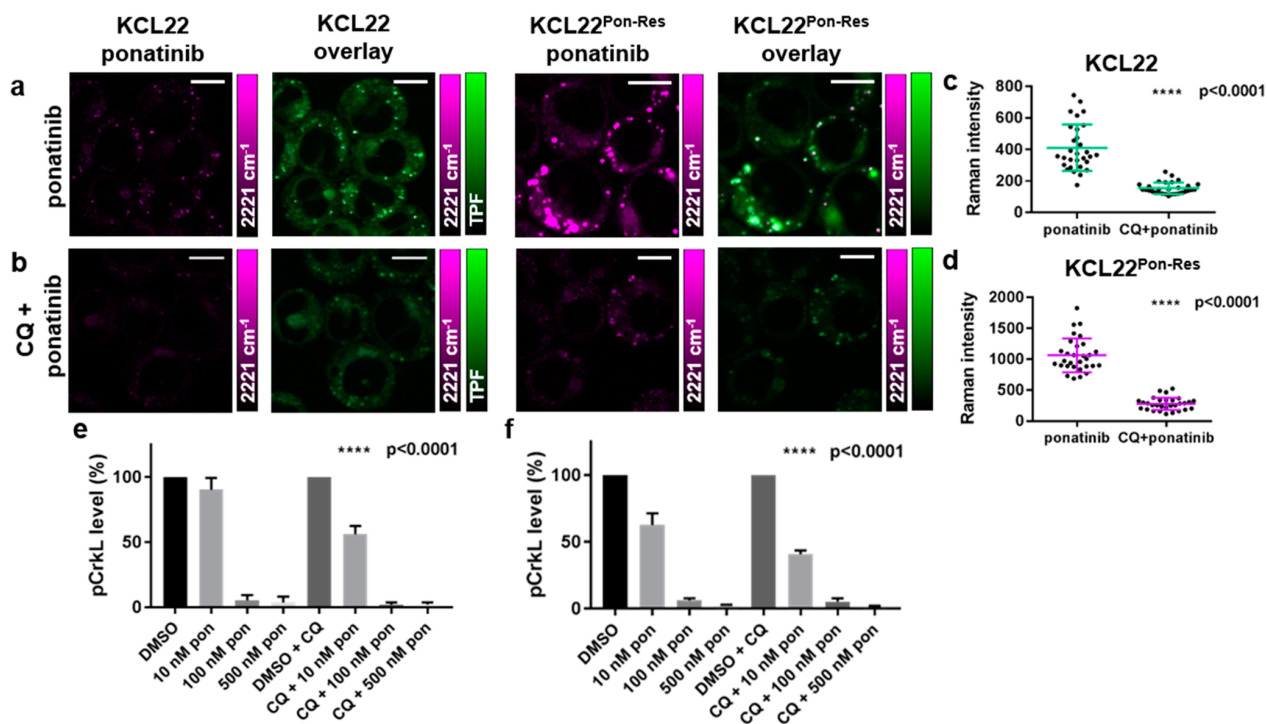 KCL22
ponatinib
KCL22
overlay
KCL22Pon-Res
ponatinib
KCL22Pon-Res
overlay
a
ponatinib
2221 cm-1
2221 cm-1
TPF
2221 cm-1
2221 cm-1
TPF
b
CQ +
ponatinib
2221 cm-1
2221 cm-1
TPF
2221 cm-1
2221 cm-1
c
KCL22
**** p<0.0001
Raman intensity
800
600
400
200
0
ponatinib CQ+ponatinib
d
KCL22Pon-Res
**** p<0.0001
Raman intensity
2000
1500
1000
500
0
ponatinib CQ+ponatinib
e
**** p<0.0001
pCrkL level (%)
100
50
0
DMSO
10 nM pon
100 nM pon
500 nM pon
DMSO + CQ
CQ + 10 nM pon
CQ + 100 nM pon
CQ + 500 nM pon
f
**** p<0.0001
pCrkL level (%)
100
50
0
DMSO
10 nM pon
100 nM pon
500 nM pon
DMSO + CQ
CQ + 10 nM pon
CQ + 100 nM pon
CQ + 500 nM pon